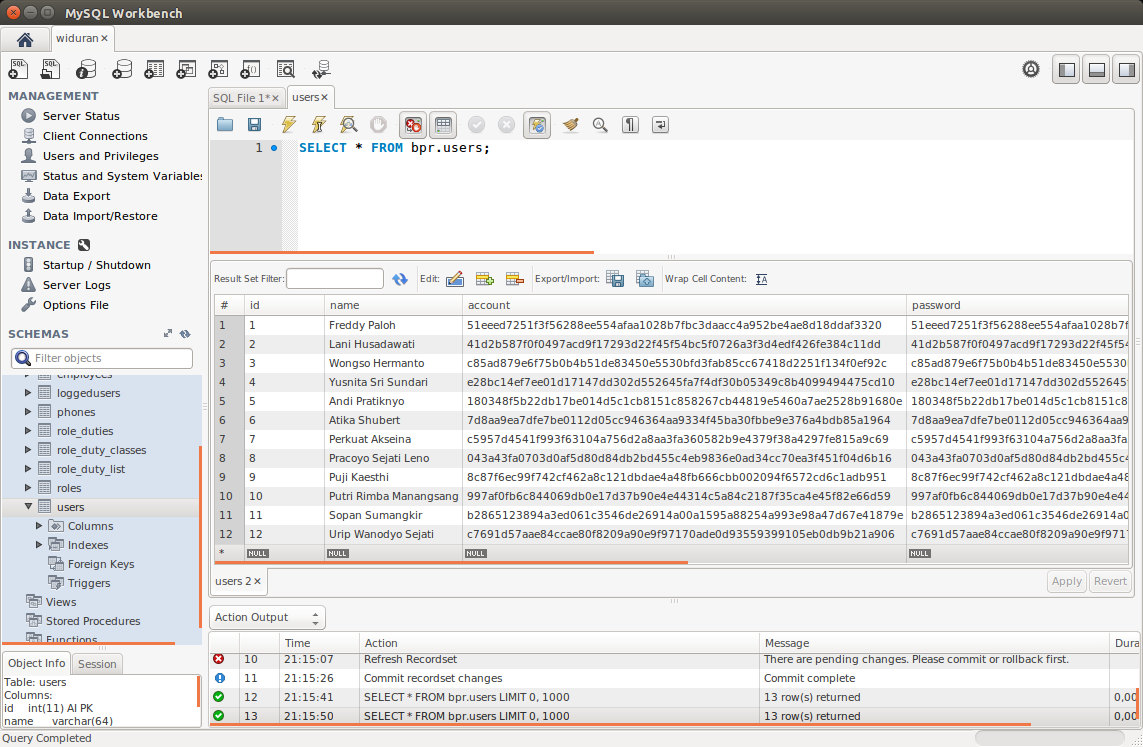 MySQL Workbench
widuran
MANAGEMENT
Server Status
Client Connections
Users and Privileges
Status and System Variables
Data Export
Data Import/Restore
INSTANCE
Startup / Shutdown
Server Logs
Options File
SCHEMAS
Filter objects
employees
loggedusers
phones
role_duties
role_duty_classes
role_duty_list
roles
users
Columns
Indexes
Foreign Keys
Triggers
Views
Stored Procedures
Functions
Object Info Session
Table: users
Columns:
id int(11) AI PK
name varchar(64)
SQL File 1* users
1 SELECT * FROM bpr.users;
Result Set Filter: Edit: Export/Import: Wrap Cell Content:
# id name account password
1 1 Freddy Paloh 51eeed7251f3f56288ee554afaa1028b7fbc3daacc4a952be4ae8d18ddaf3320 51eeed7251f3f56288ee554afaa1028b7f
2 2 Lani Husadawati 41d2b587f0f0497acd9f17293d22f45f54bc5f0726a3f3d4edf426fe384c11dd 41d2b587f0f0497acd9f17293d22f45f54
3 3 Wongso Hermanto c85ad879e6f75b0b4b51de83450e5530bfd3fab85cc67418d2251f134f0ef92c c85ad879e6f75b0b4b51de83450e5530
4 4 Yusnita Sri Sundari e28bc14ef7ee01d17147dd302d552645fa7f4df30b05349c8b4099494475cd10 e28bc14ef7ee01d17147dd302d552645
5 5 Andi Pratiknyo 180348f5b22db17be014d5c1cb8151c858267cb44819e5460a7ae2528b91680e 180348f5b22db17be014d5c1cb8151c8
6 6 Atika Shubert 7d8aa9ea7dfe7be0112d05cc946364aa9334f45ba30fbbe9e376a4bdb85a1964 7d8aa9ea7dfe7be0112d05cc946364aa
7 7 Perkuat Akseina c5957d4541f993f63104a756d2a8aa3fa360582b9e4379f38a4297fe815a9c69 c5957d4541f993f63104a756d2a8aa3fa
8 8 Pracoyo Sejati Leno 043a43fa0703d0af5d80d84db2bd455c4eb9836e0ad34cc70ea3f451f04d6b16 043a43fa0703d0af5d80d84db2bd455c4
9 9 Puji Kaesthi 8c87f6ec99f742cf462a8c121dbdae4a48fb666cbb002094f6572cd6c1adb951 8c87f6ec99f742cf462a8c121dbdae4a48
10 10 Putri Rimba Manangsang 997af0fb6c844069db0e17d37b90e4e44314c5a84c2187f35ca4e45f82e66d59 997af0fb6c844069db0e17d37b90e4e44
11 11 Sopan Sumangkir b2865123894a3ed061c3546de26914a00a1595a88254a993e98a47d67e41879e b2865123894a3ed061c3546de26914a0
12 12 Urip Wanodyo Sejati c7691d57aae84ccae80f8209a90e9f97170ade0d93559399105eb0db9b21a906 c7691d57aae84ccae80f8209a90e9f9717
* NULL NULL NULL NULL
users 2 Apply Revert
Action Output
Time Action Message Dura
10 21:15:07 Refresh Recordset There are pending changes. Please commit or rollback first.
11 21:15:26 Commit recordset changes Commit complete
12 21:15:41 SELECT * FROM bpr.users LIMIT 0, 1000 13 row(s) returned 0,00
13 21:15:50 SELECT * FROM bpr.users LIMIT 0, 1000 13 row(s) returned 0,00
Query Completed